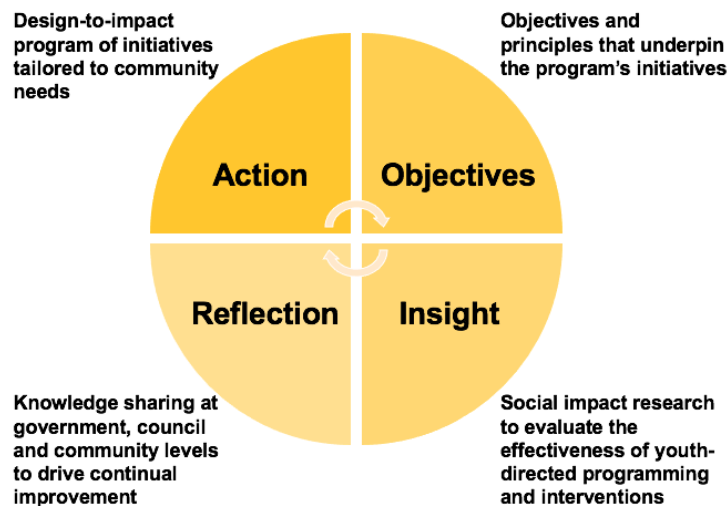 Design-to-impact
program of initiatives
tailored to community
needs
Objectives and
principles that underpin
the program's initiatives
Action
Objectives
Reflection
Insight
Knowledge sharing at
government, council
and community levels
to drive continual
improvement
Social impact research
to evaluate the
effectiveness of youth-
directed programming
and interventions